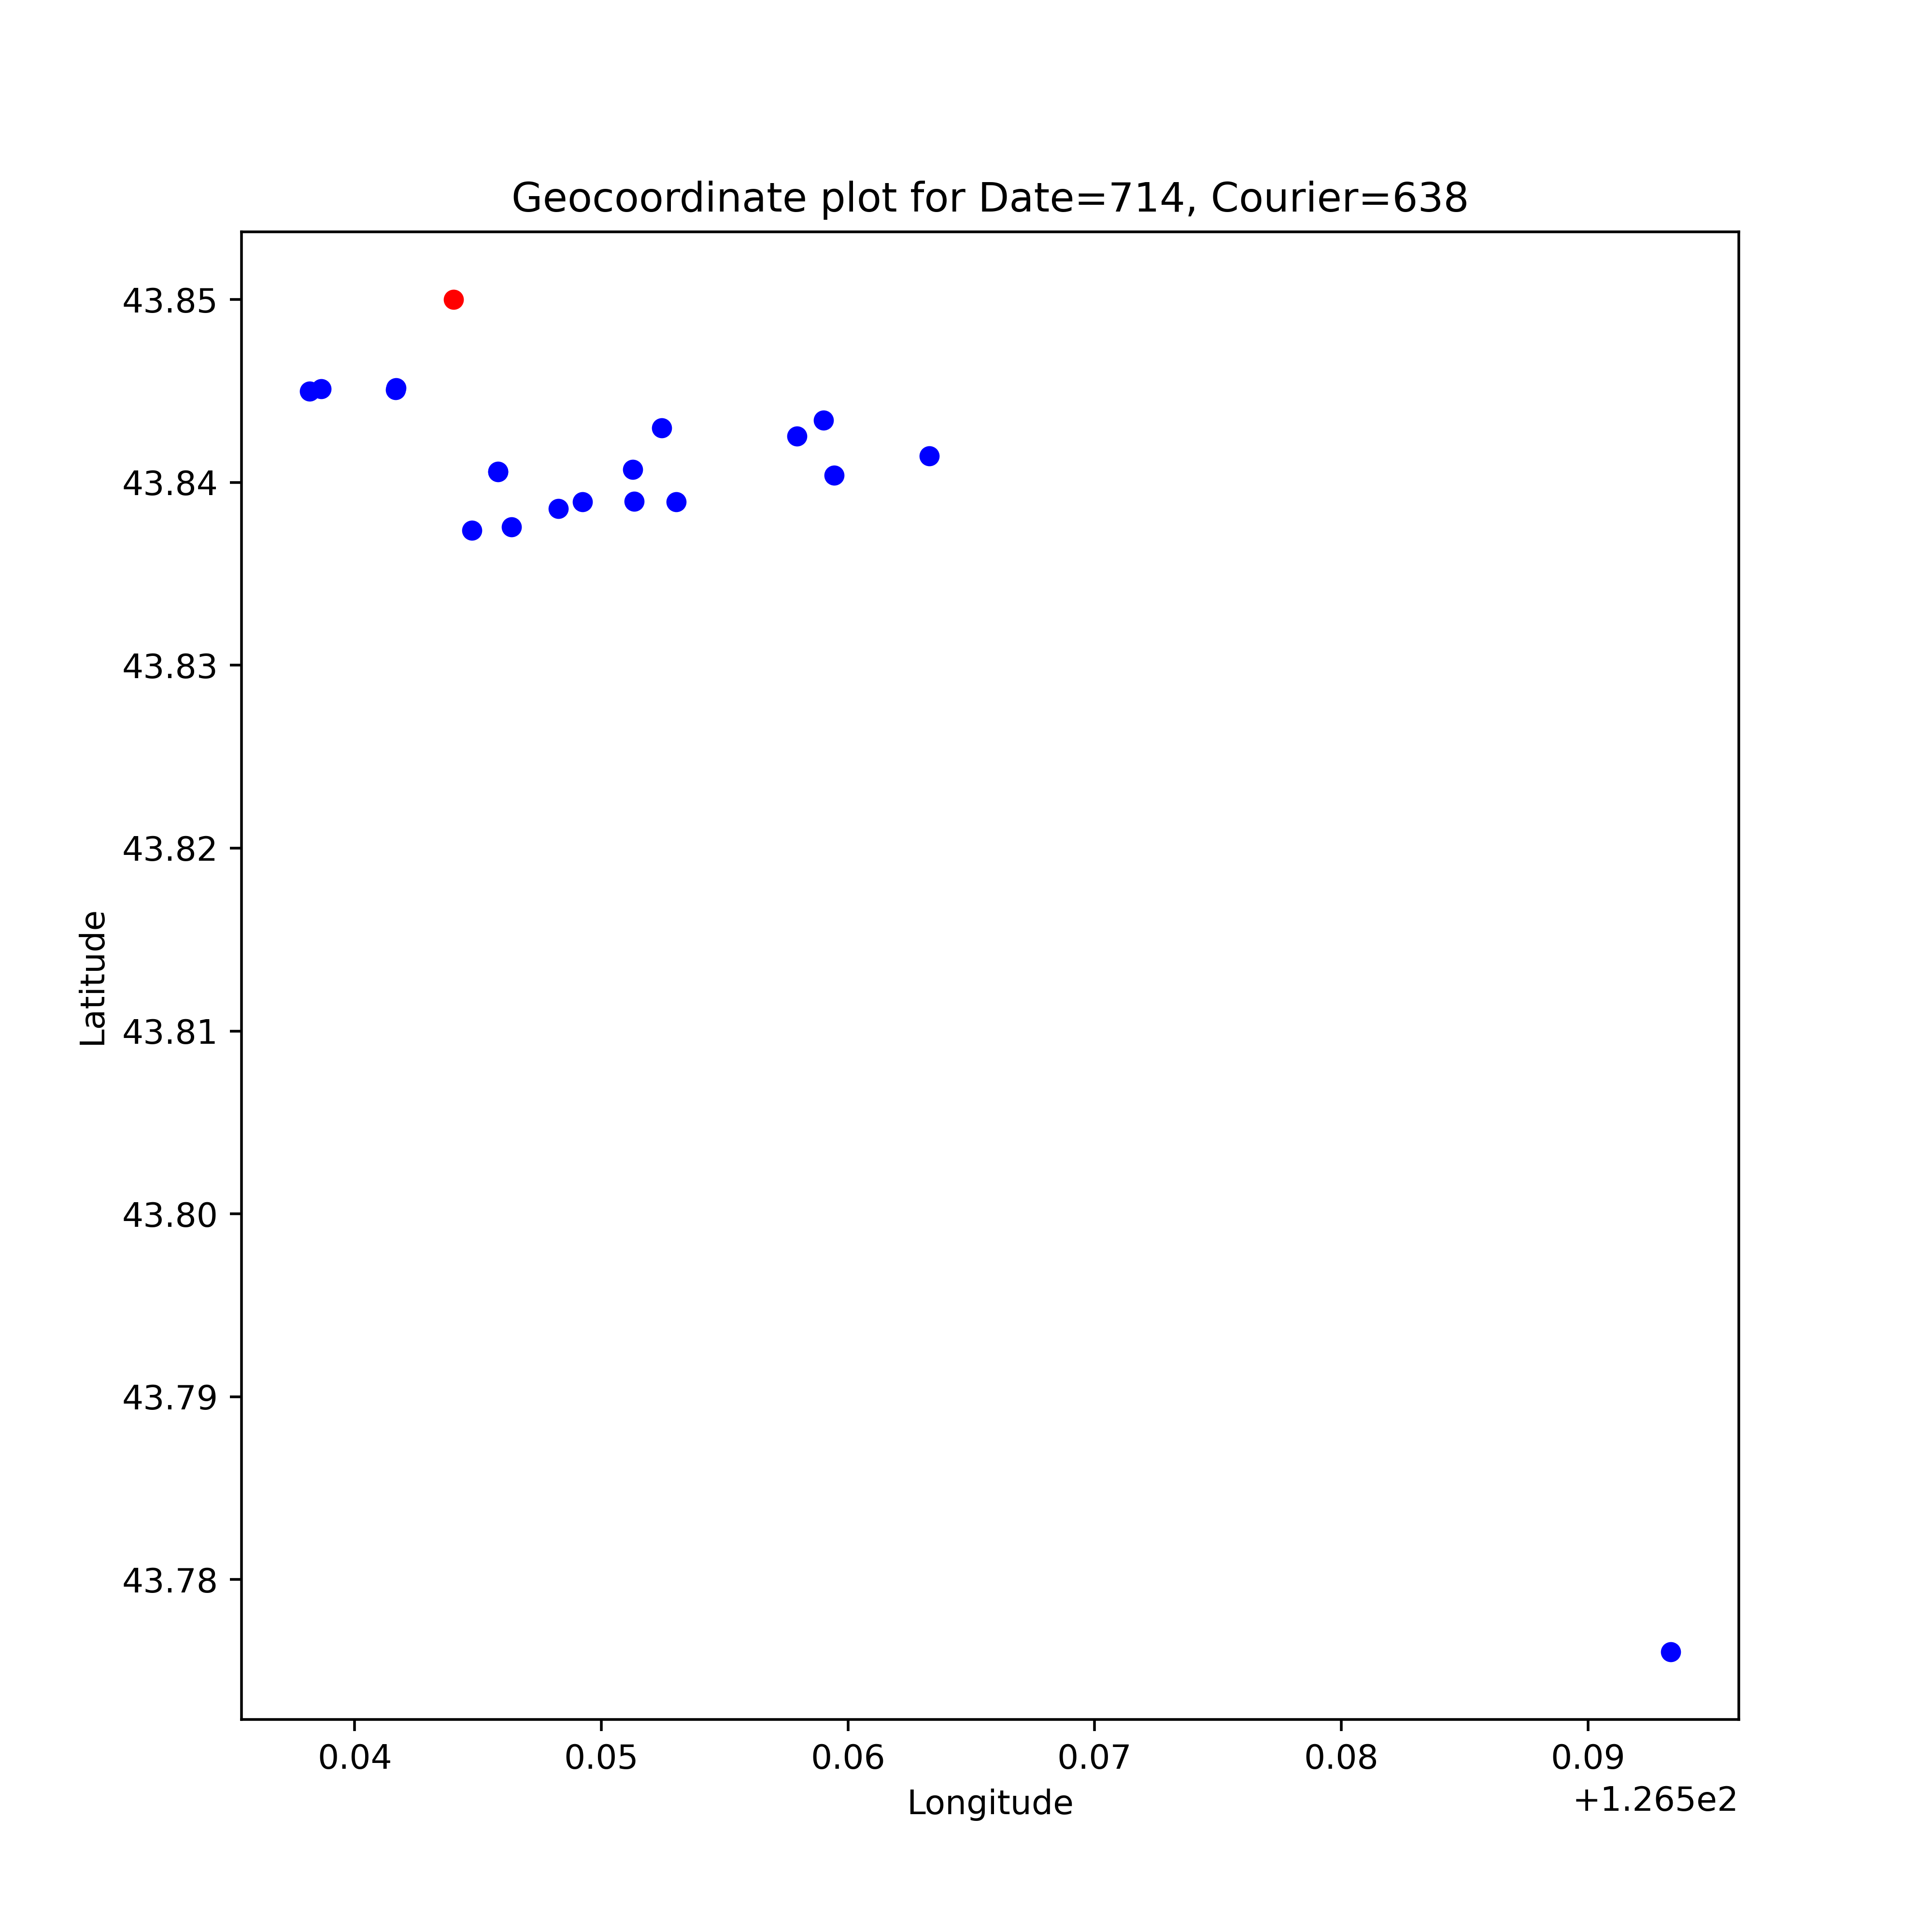 Geocoordinate plot for Date=714, Courier=638
43.85
43.84
43.83
43.82
43.81
43.80
43.79
43.78
Latitude
0.04 0.05 0.06 0.07 0.08 0.09
+1.265e2
Longitude